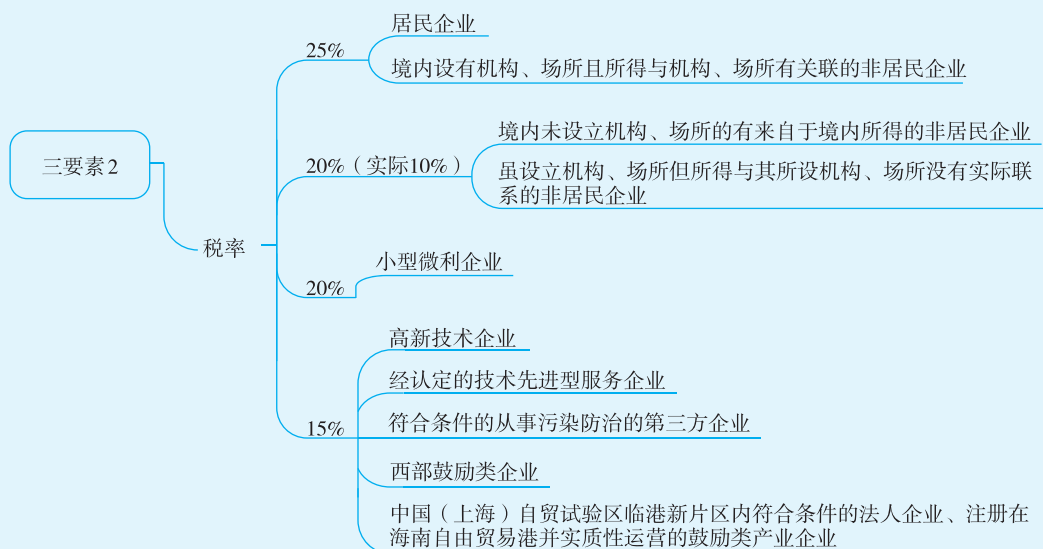 三要素2
税率
25%
居民企业
境内设有机构、场所且所得与机构、场所有关联的非居民企业
20%（实际10%）
境内未设立机构、场所的有来自于境内所得的非居民企业
虽设立机构、场所但所得与其所设机构、场所没有实际联
系的非居民企业
20%
小型微利企业
15%
高新技术企业
经认定的技术先进型服务企业
符合条件的从事污染防治的第三方企业
西部鼓励类企业
中国（上海）自贸试验区临港新片区内符合条件的法人企业、注册在
海南自由贸易港并实质性运营的鼓励类产业企业